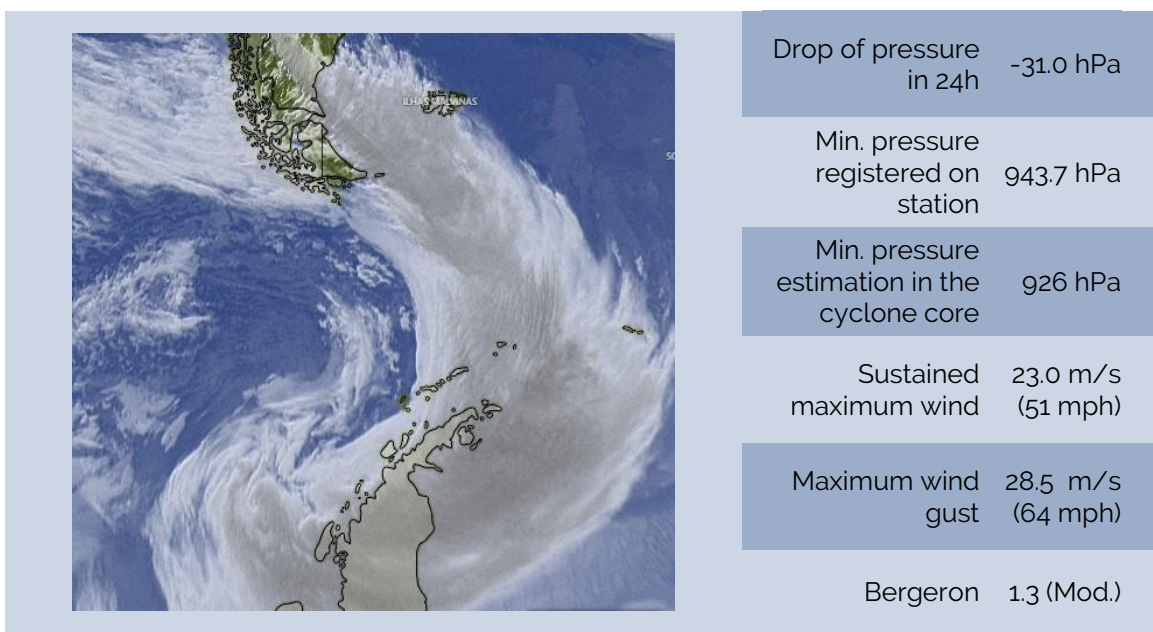 ILHAS MALVINAS
SO
Drop of pressure
in 24h
-31.0 hPa
Min. pressure
registered on
station
943.7 hPa
Min. pressure
estimation in the
cyclone core
926 hPa
Sustained
maximum wind
23.0 m/s
(51 mph)
Maximum wind
gust
28.5 m/s
(64 mph)
Bergeron
1.3 (Mod.)